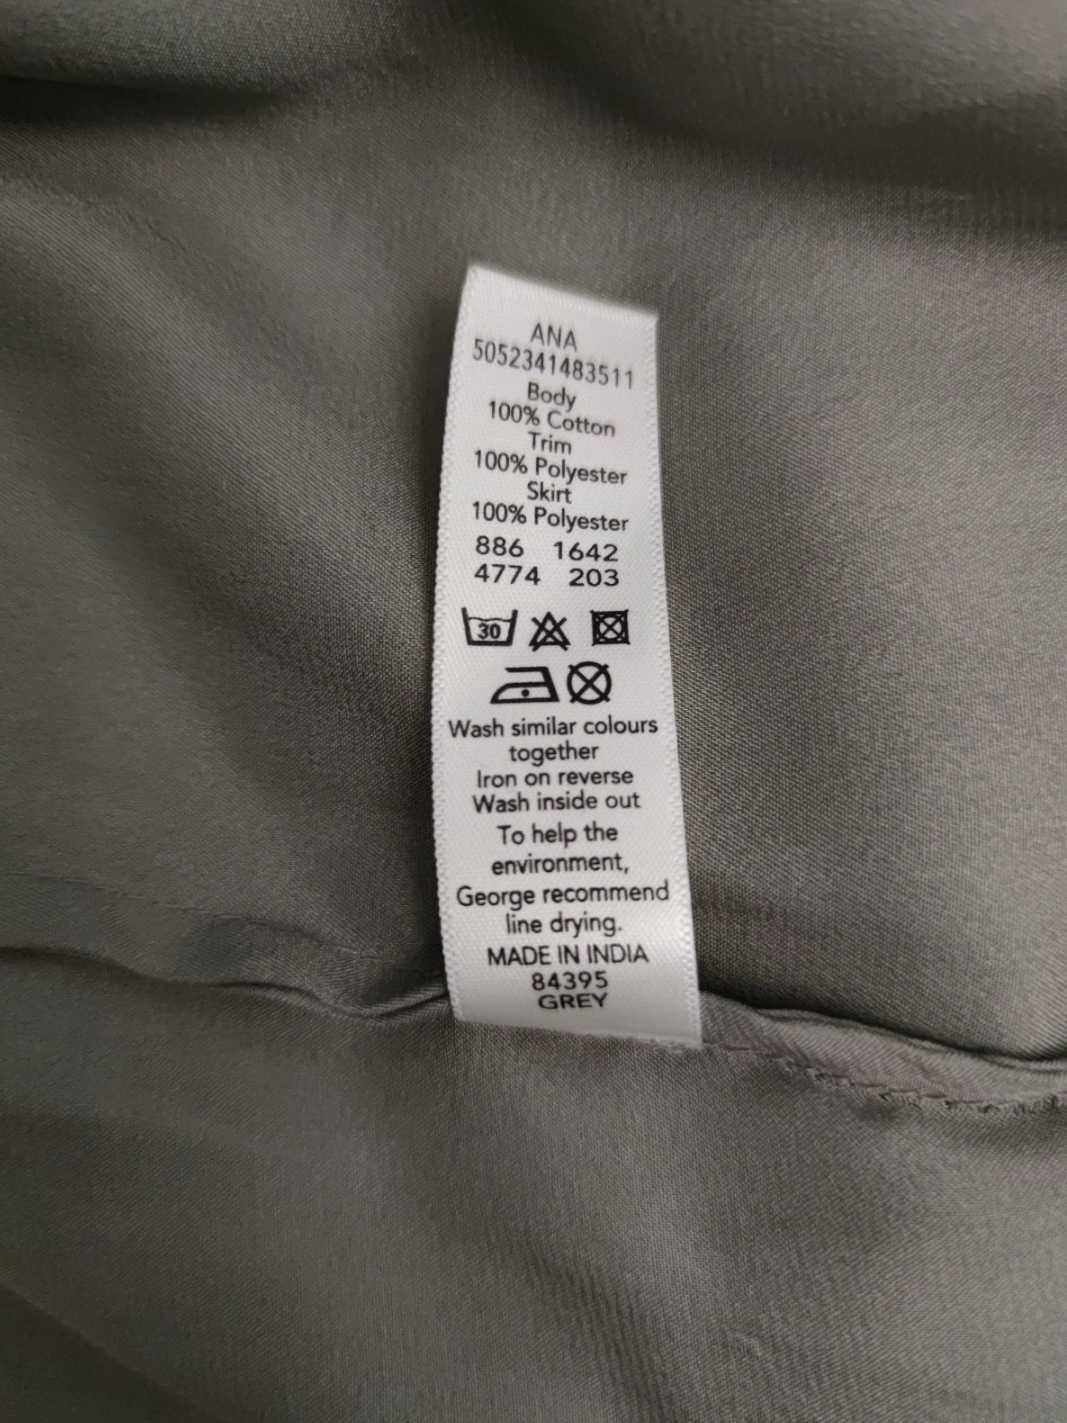 ANA
5052341483511
Body
100% Cotton
Trim
100% Polyester
Skirt
100% Polyester
886 1642
4774 203
30
Wash similar colours
together
Iron on reverse
Wash inside out
To help the
environment,
George recommend
line drying.
MADE IN INDIA
84395
GREY